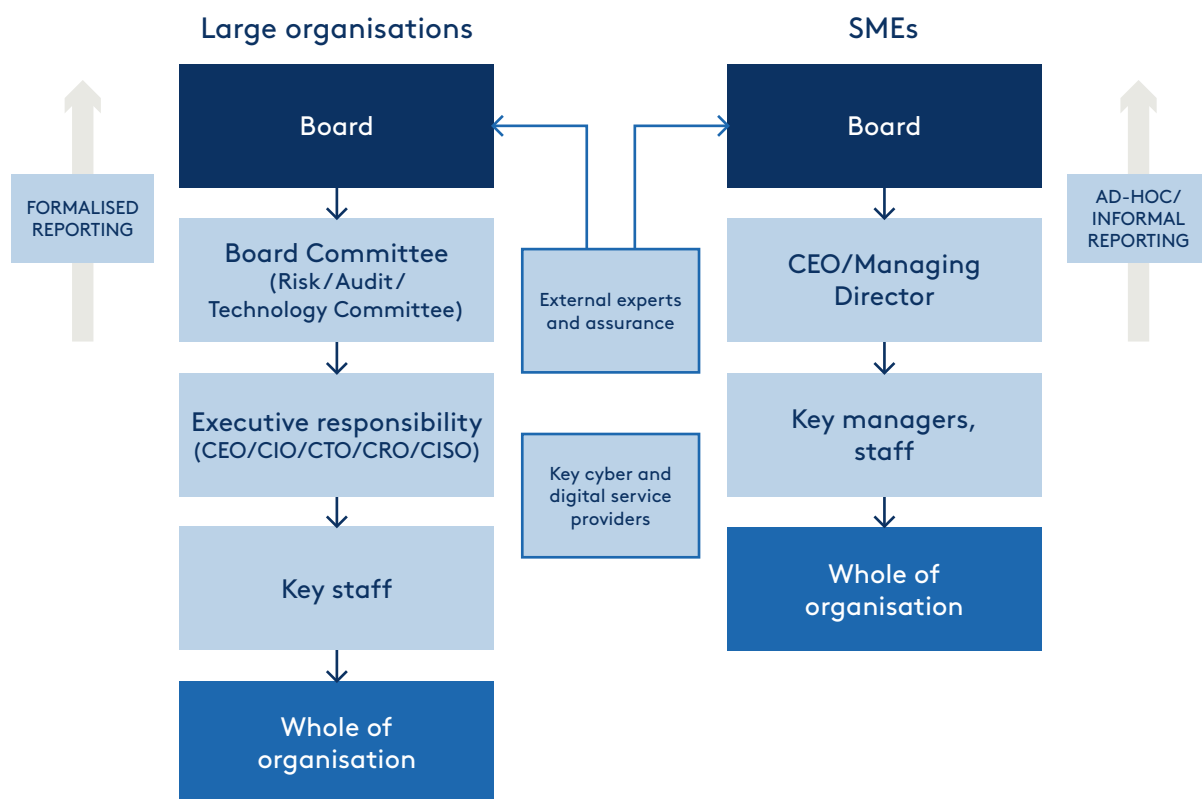 Large organisations
SMEs
Board
Board
FORMALISED
REPORTING
AD-HOC/
INFORMAL
REPORTING
Board Committee
(Risk/Audit/
Technology Committee)
External experts
and assurance
CEO/Managing
Director
Executive responsibility
(CEO/CIO/CTO/CRO/CISO)
Key cyber and
digital service
providers
Key managers,
staff
Key staff
Whole of
organisation
Whole of
organisation